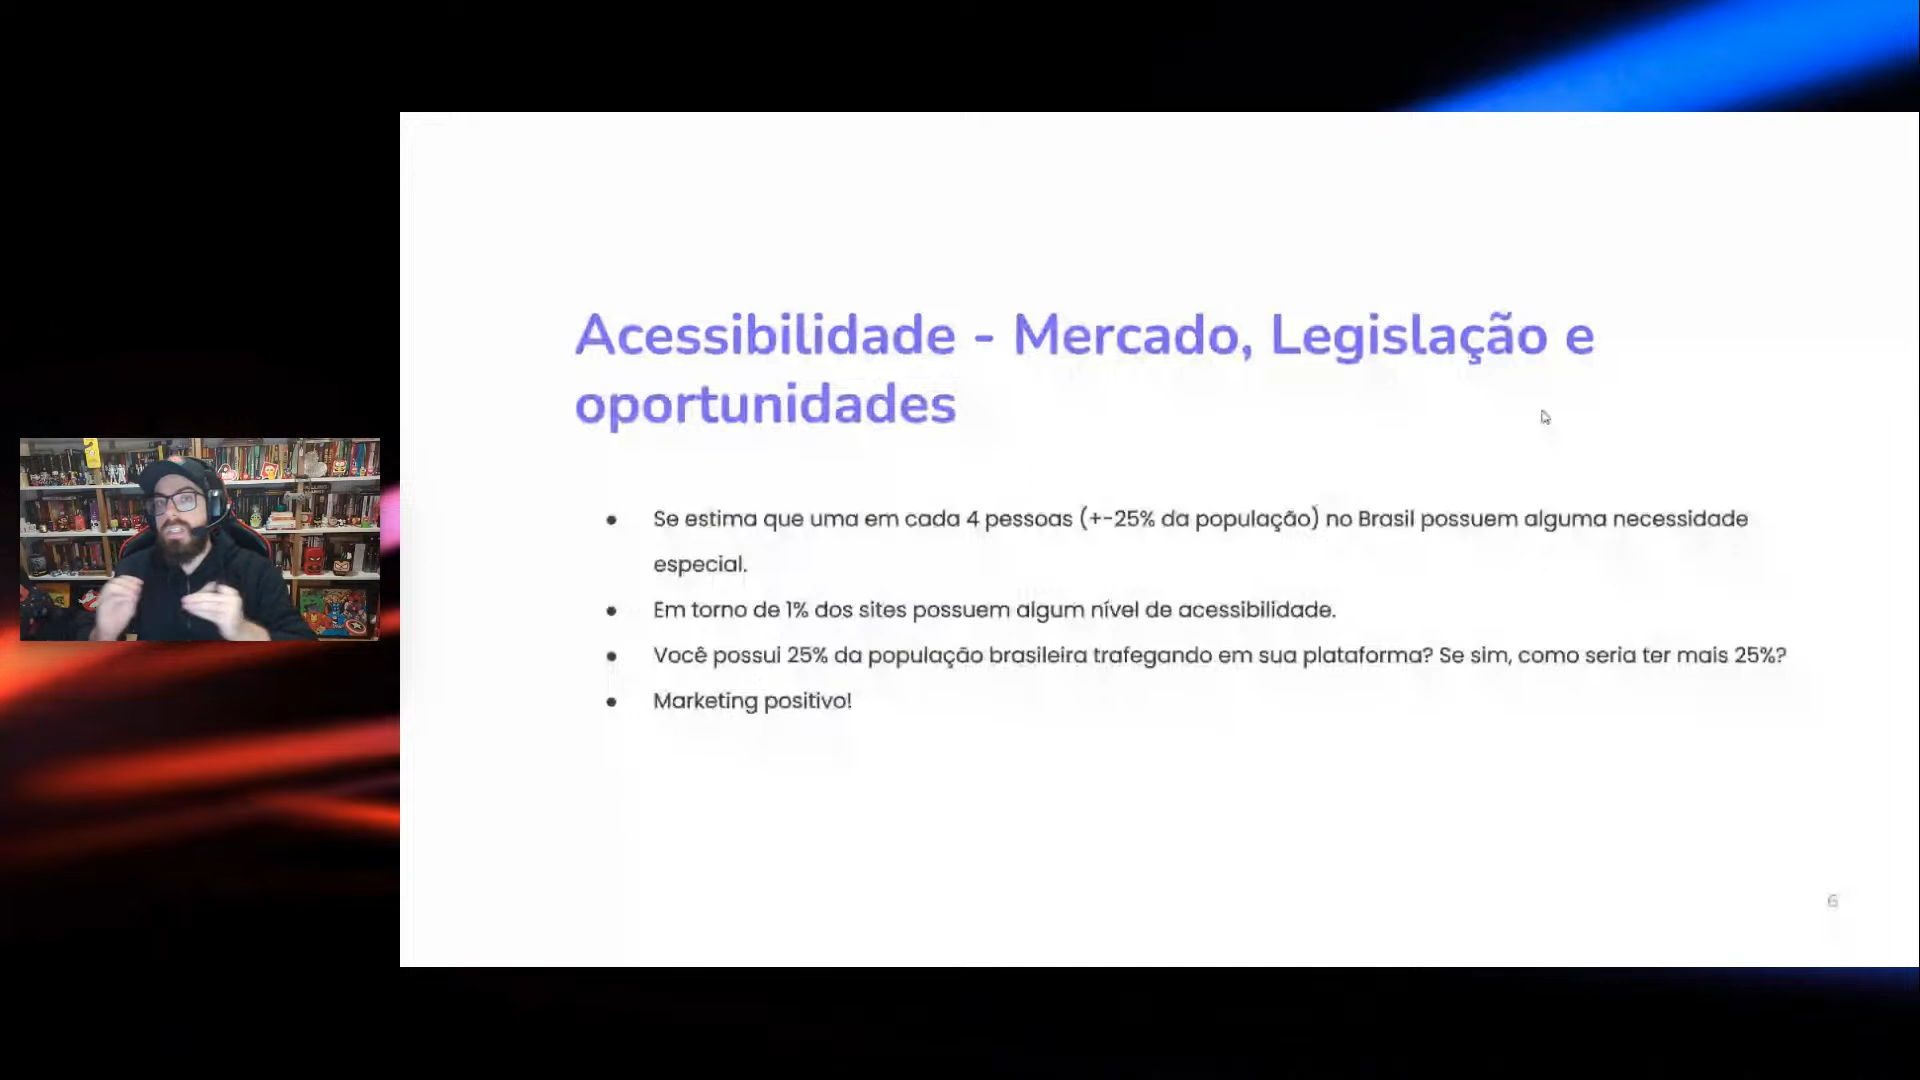 Acessibilidade - Mercado, Legislação e
oportunidades
● Se estima que uma em cada 4 pessoas (+-25% da população) no Brasil possuem alguma necessidade
especial.
● Em torno de 1% dos sites possuem algum nível de acessibilidade.
● Você possui 25% da população brasileira trafegando em sua plataforma? Se sim, como seria ter mais 25%?
● Marketing positivo!
6